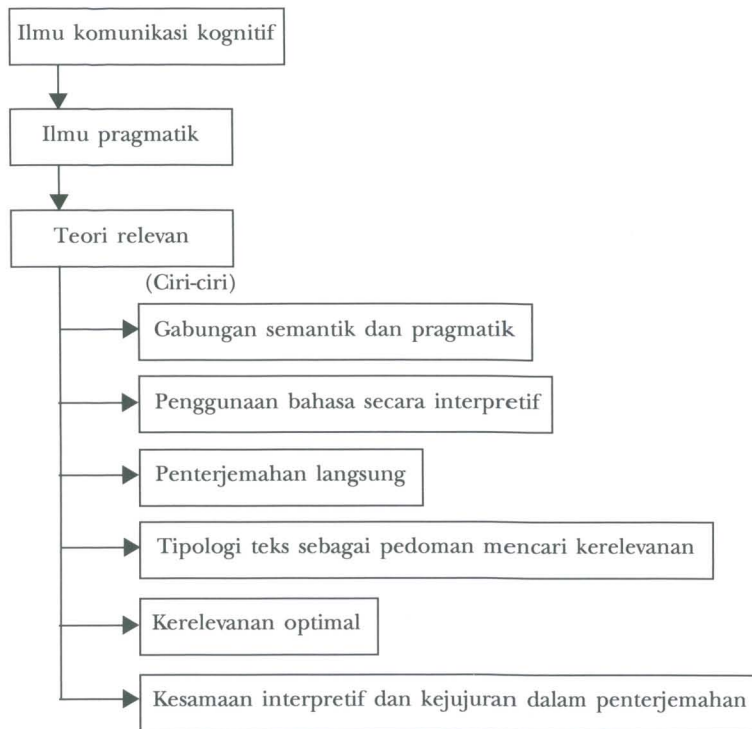 Ilmu komunikasi kognitif
Ilmu pragmatik
Teori relevan
(Ciri-ciri)
Gabungan semantik dan pragmatik
Penggunaan bahasa secara interpretif
Penterjemahan langsung
Tipologi teks sebagai pedoman mencari kerelevanan
Kerelevanan optimal
Kesamaan interpretif dan kejujuran dalam penterjemahan